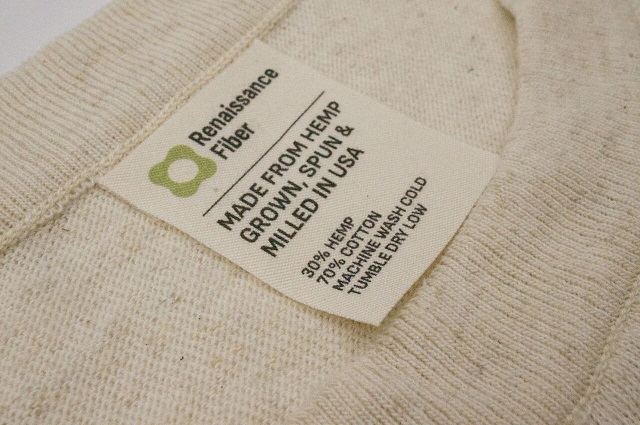 Renaissance
Fiber
MADE FROM HEMP
GROWN, SPUN &
MILLED IN USA
30% HEMP
70% COTTON
MACHINE WASH COLD
TUMBLE DRY LOW